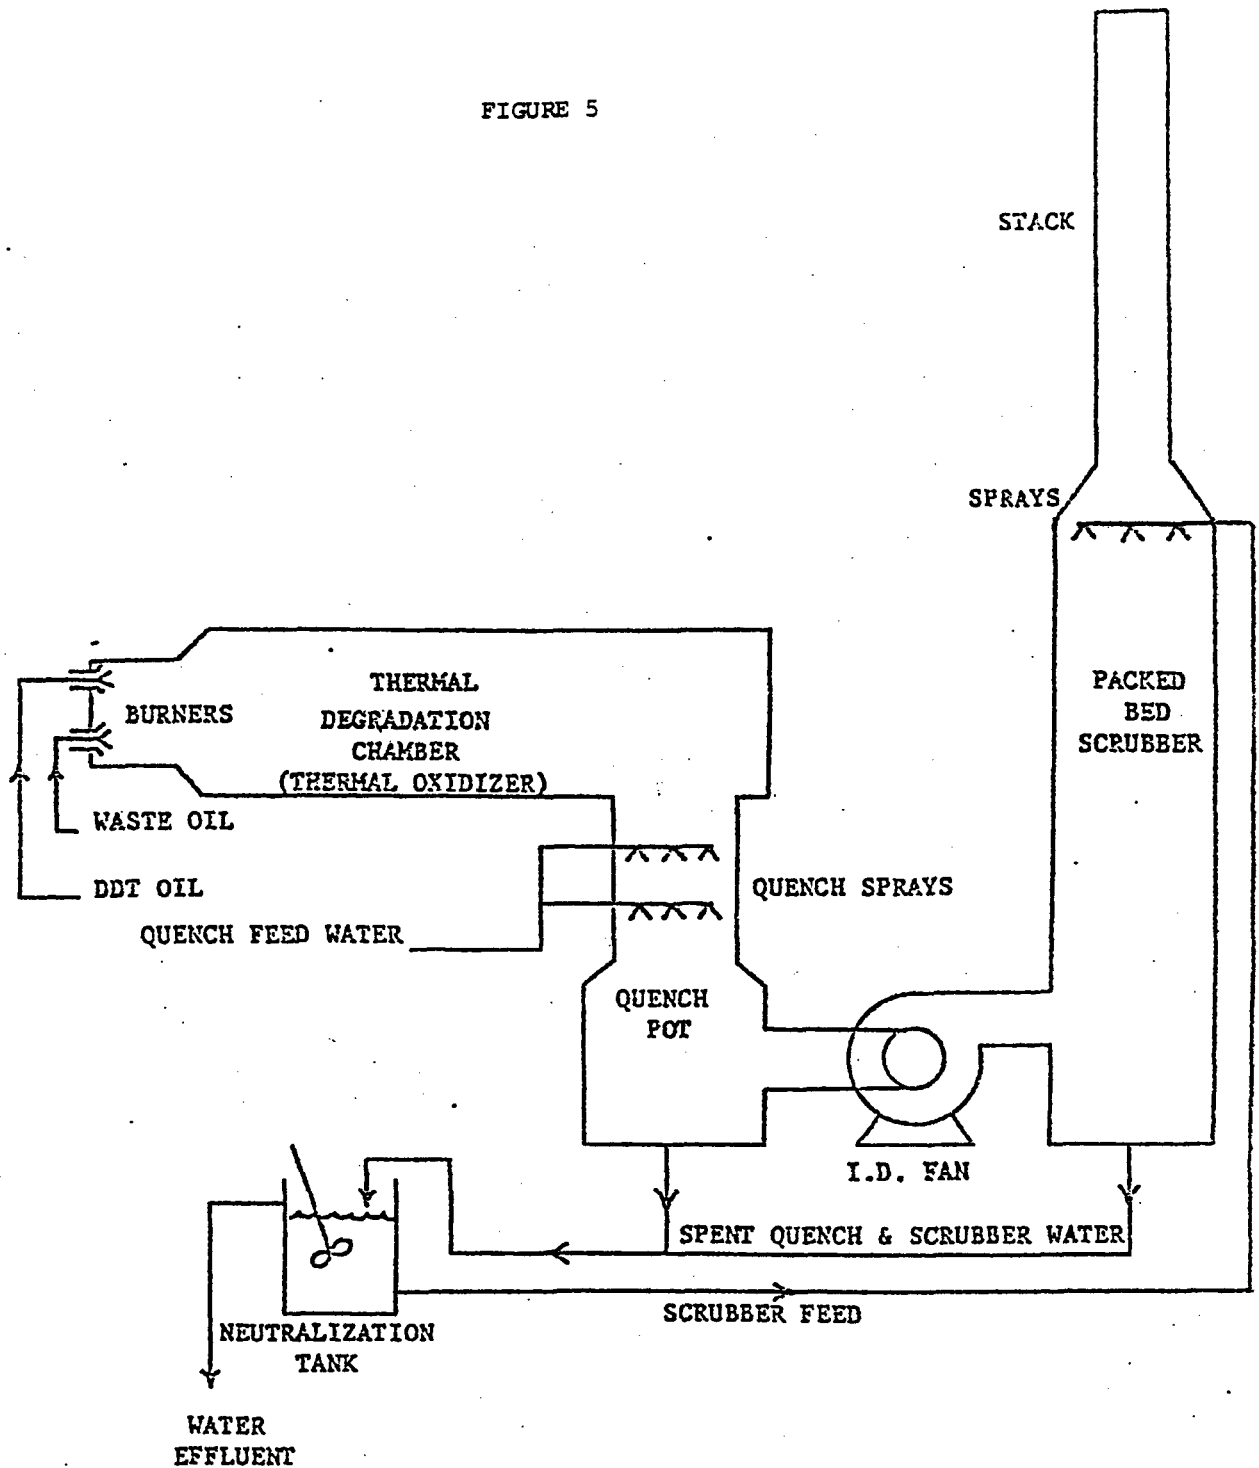 FIGURE 5
STACK
SPRAYS
PACKED
BED
SCRUBBER
THERMAL
DEGRADATION
CHAMBER
(THERMAL OXIDIZER)
BURNERS
WASTE OIL
DDT OIL
QUENCH FEED WATER
QUENCH SPRAYS
QUENCH
POT
I.D. FAN
SPENT QUENCH & SCRUBBER WATER
SCRUBBER FEED
NEUTRALIZATION
TANK
WATER
EFFLUENT